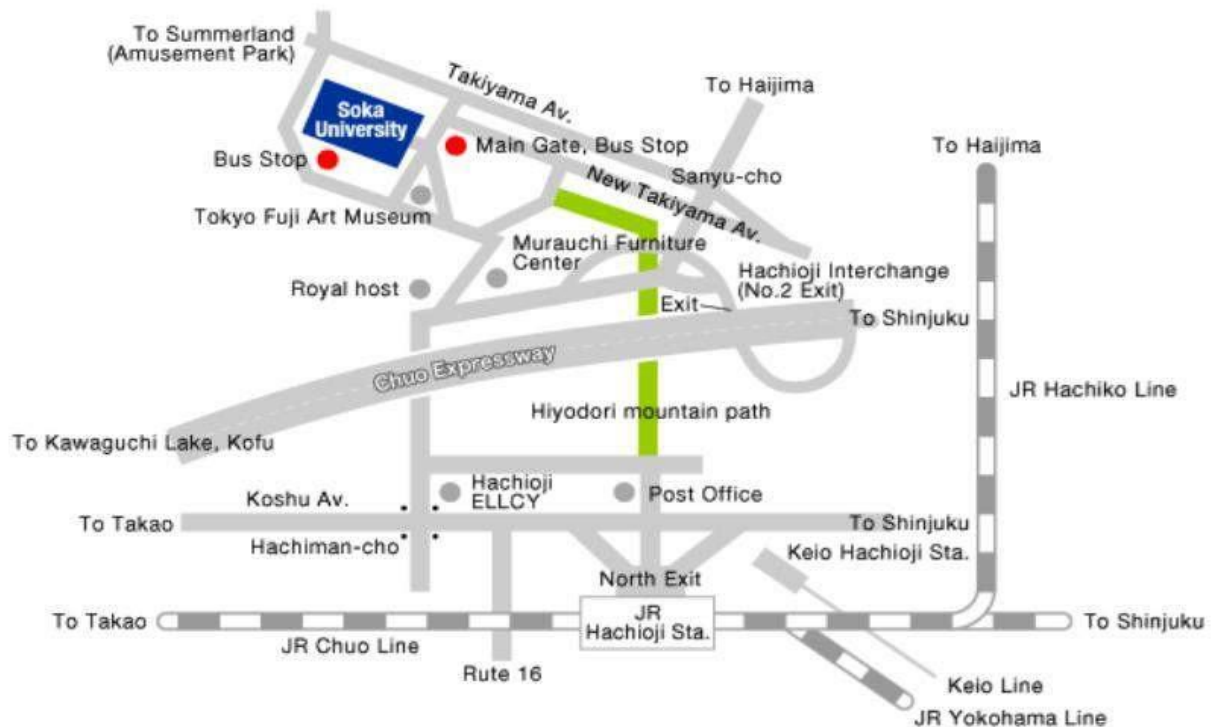 To Summerland
(Amusement Park)
Takiyama Av.
To Haijima
Soka
University
Main Gate, Bus Stop
To Haijima
Bus Stop
Sanyu-cho
New Takiyama Av.
Tokyo Fuji Art Museum
Murauchi Furniture
Center
Hachioji Interchange
(No.2 Exit)
Royal host
Exit
To Shinjuku
Chuo Expressway
JR Hachiko Line
Hiyodori mountain path
To Kawaguchi Lake, Kofu
Hachioji
ELLCY
Post Office
Koshu Av.
To Takao
To Shinjuku
Hachiman-cho
Keio Hachioji Sta.
North Exit
To Takao
JR
Hachioji Sta.
To Shinjuku
JR Chuo Line
Rute 16
Keio Line
JR Yokohama Line